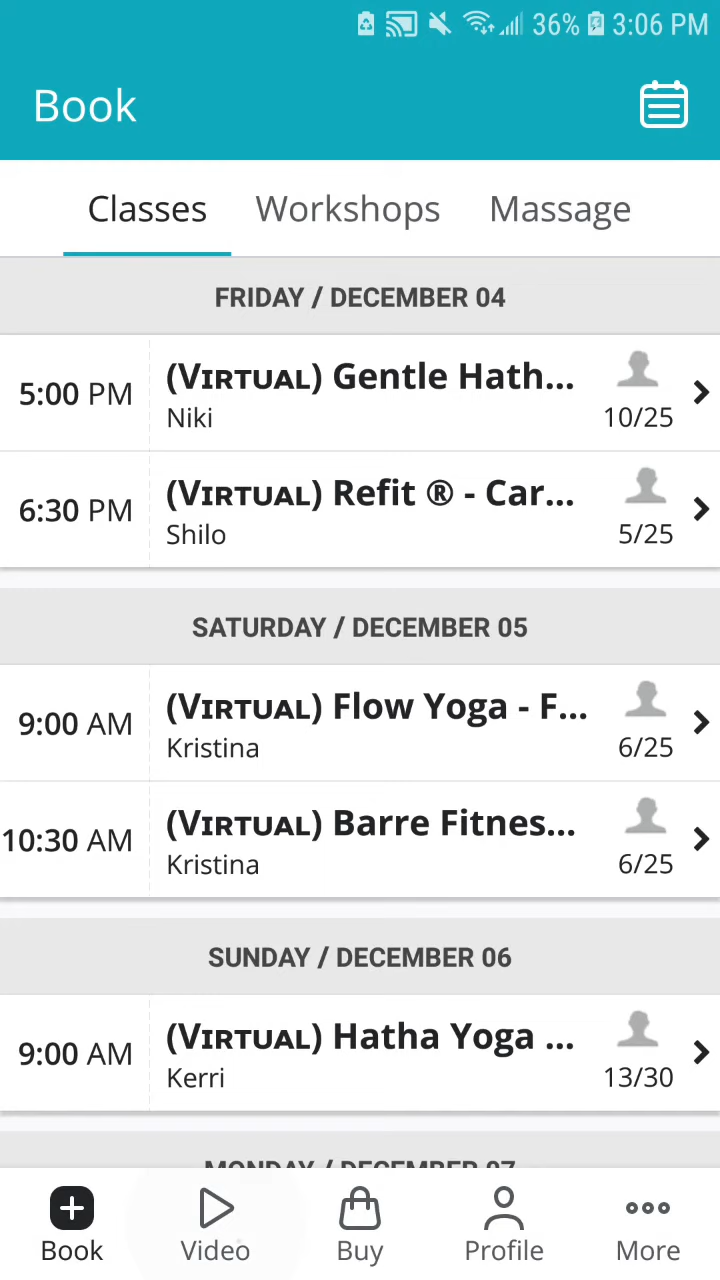 36% 3:06 PM
Book
Classes Workshops Massage
FRIDAY / DECEMBER 04
5:00 PM (VIRTUAL) Gentle Hath... 10/25
Niki
6:30 PM (VIRTUAL) Refit ® - Car... 5/25
Shilo
SATURDAY / DECEMBER 05
9:00 AM (VIRTUAL) Flow Yoga - F... 6/25
Kristina
10:30 AM (VIRTUAL) Barre Fitnes... 6/25
Kristina
SUNDAY / DECEMBER 06
9:00 AM (VIRTUAL) Hatha Yoga ... 13/30
Kerri
MONDAY / DECEMBER 07
Book Video Buy Profile More